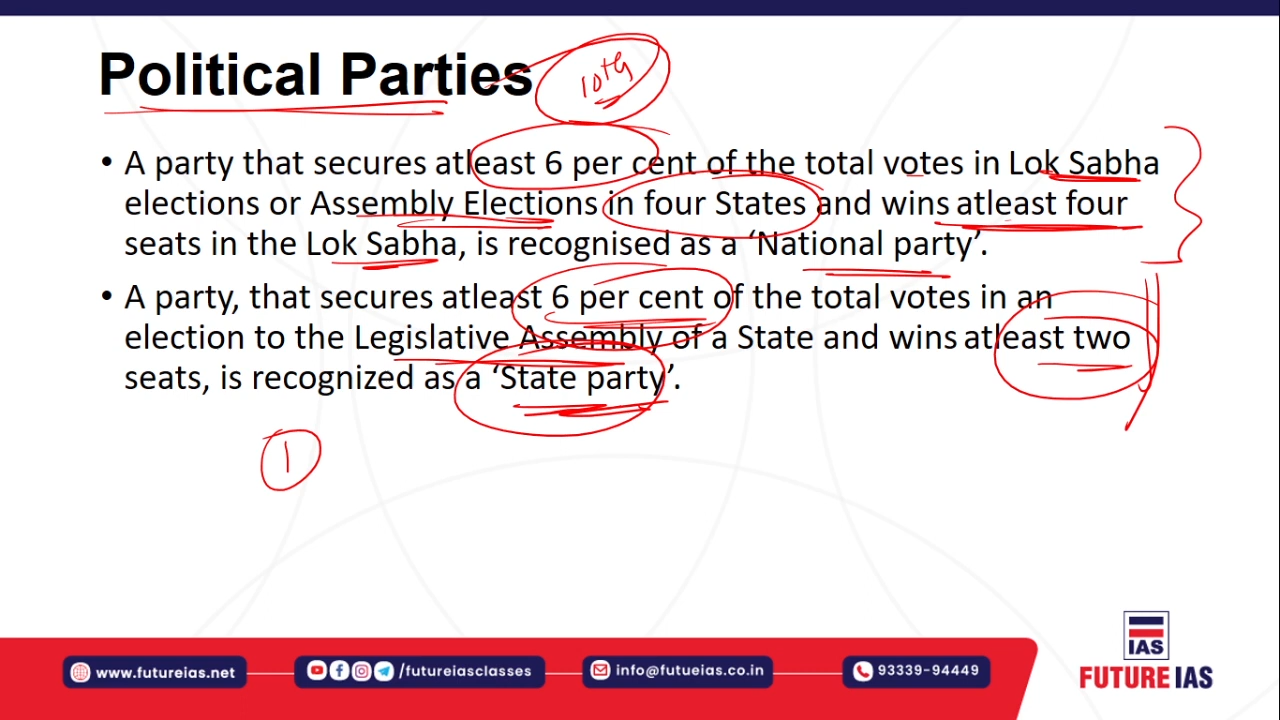 Political Parties
10th
• A party that secures atleast 6 per cent of the total votes in Lok Sabha
elections or Assembly Elections in four States and wins atleast four
seats in the Lok Sabha, is recognised as a ‘National party’.
• A party, that secures atleast 6 per cent of the total votes in an
election to the Legislative Assembly of a State and wins atleast two
seats, is recognized as a ‘State party’.
1
IAS
FUTURE IAS
www.futureias.net
/futureiasclasses
info@futueias.co.in
93339-94449